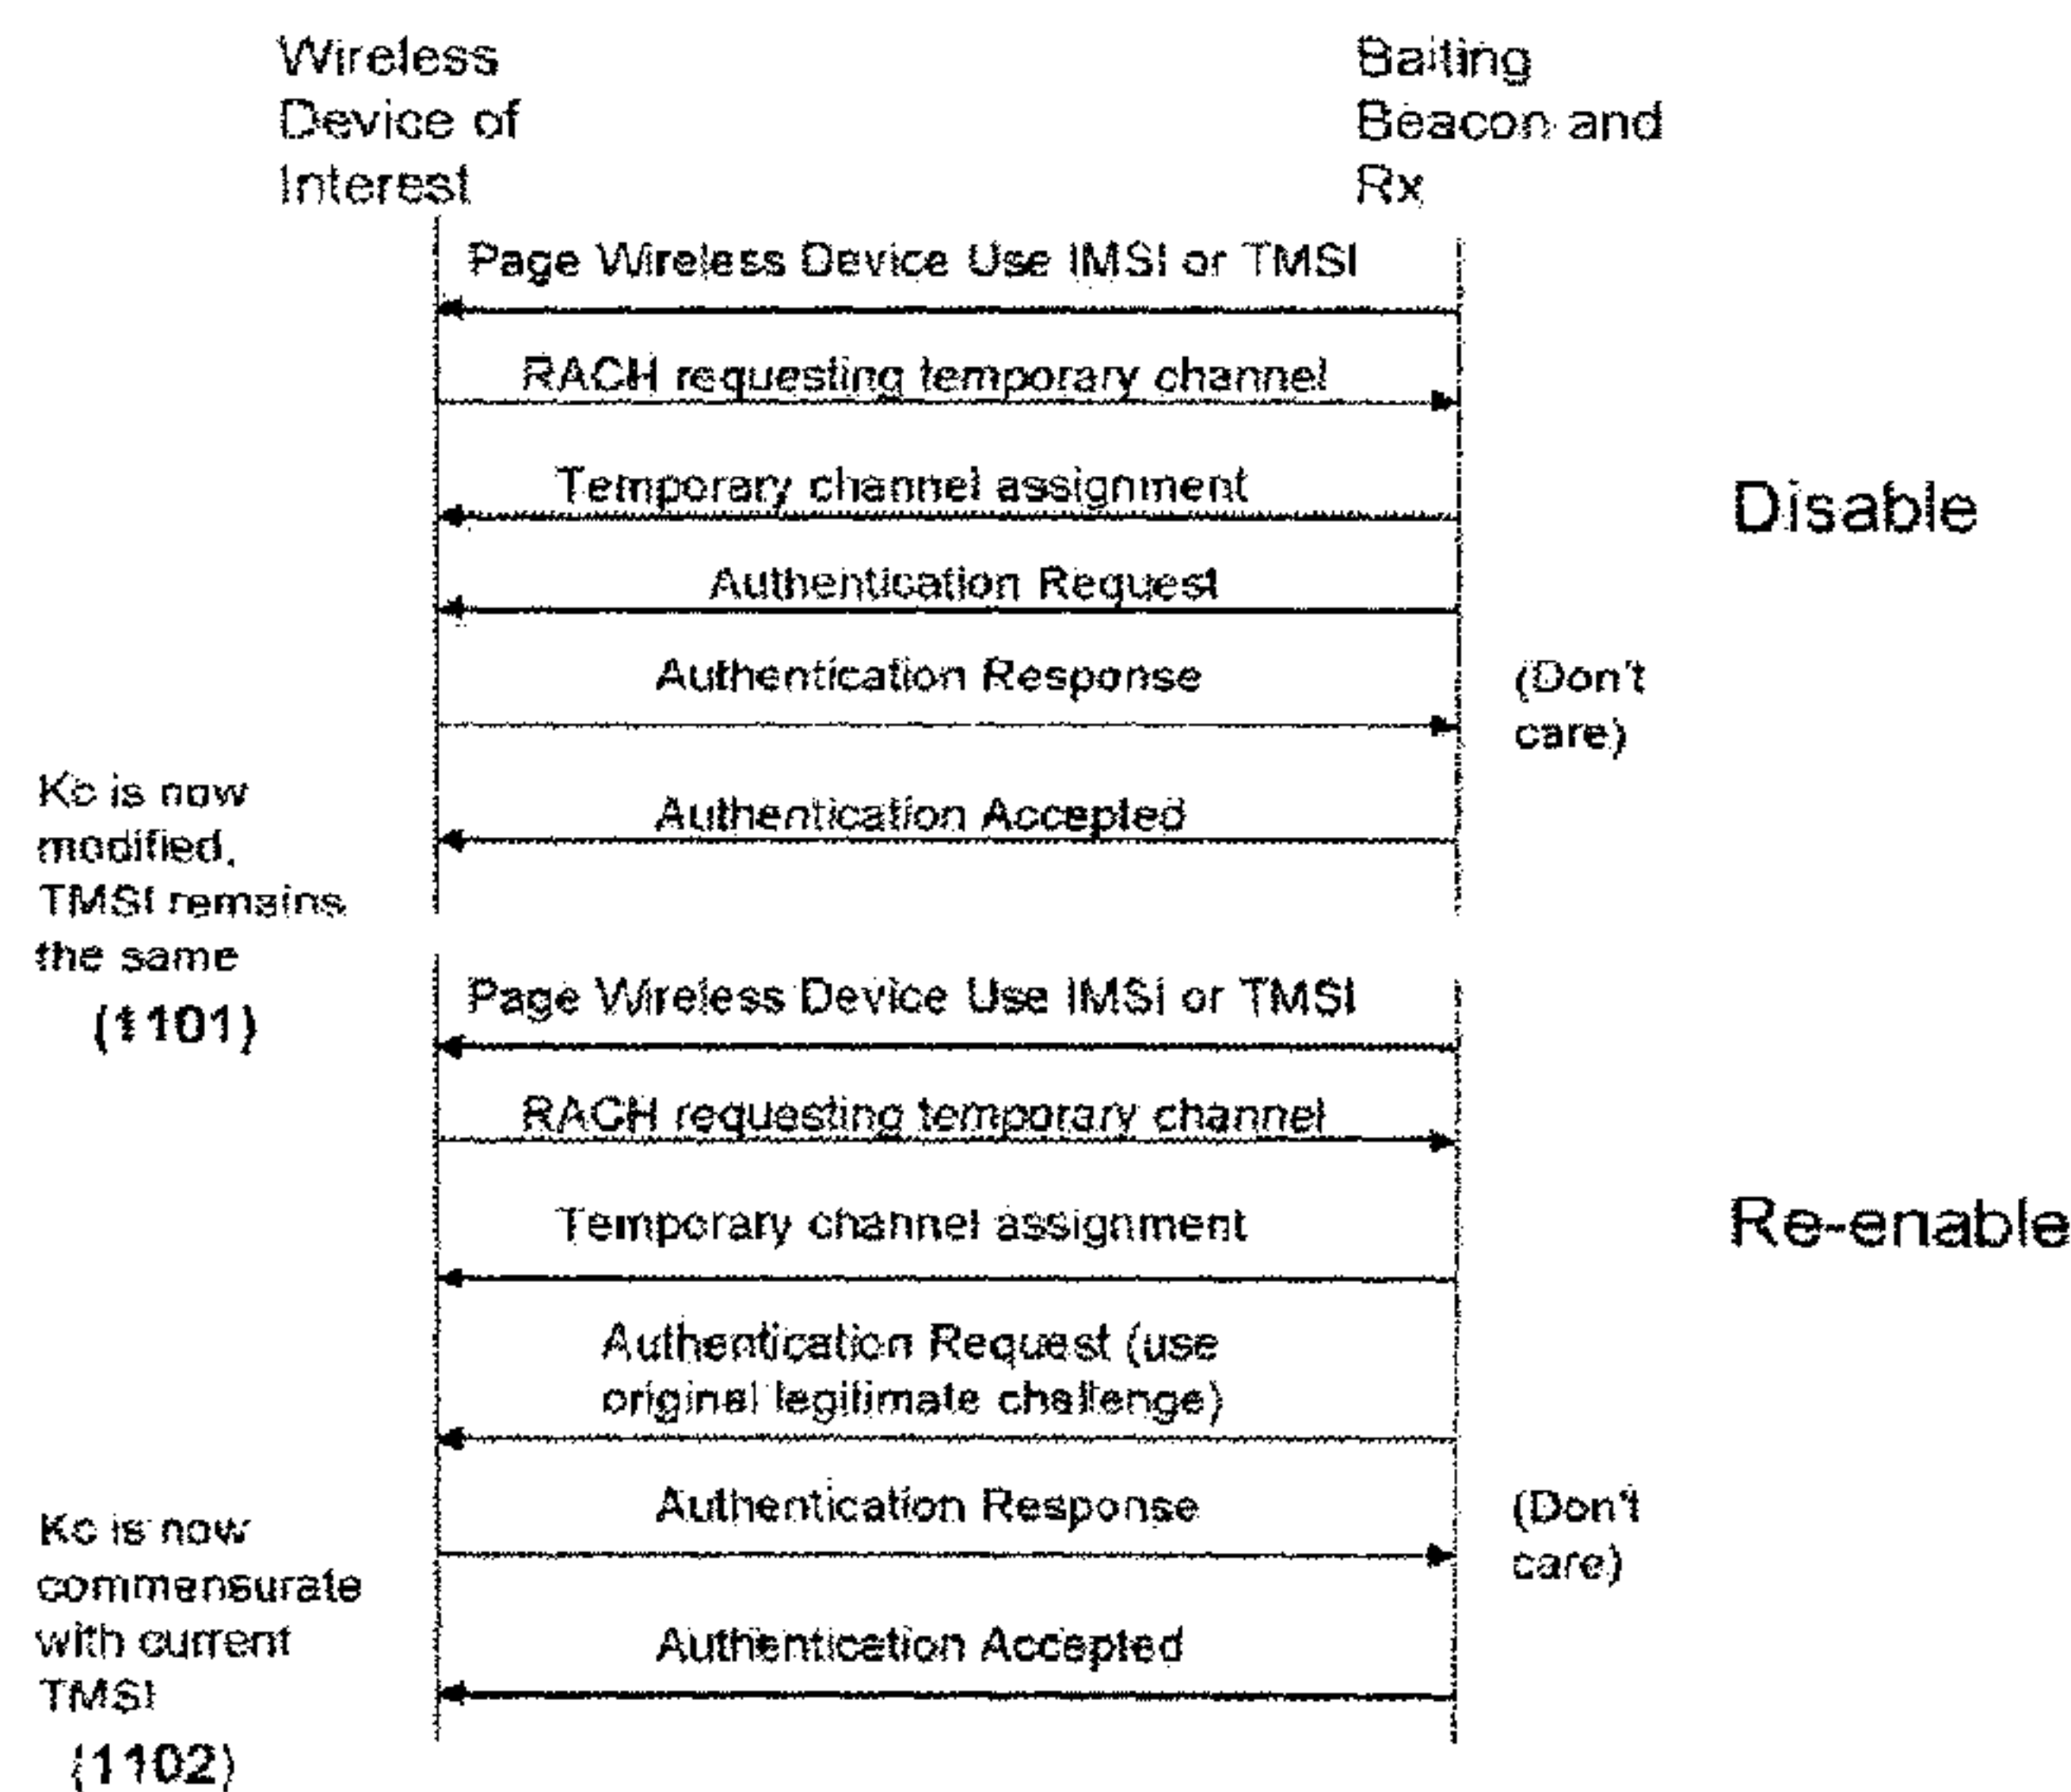 Wireless
Device of
Interest
Baiting
Beacon and
Rx
Page Wireless Device Use IMSI or TMSI
RACH requesting temporary channel
Temporary channel assignment
Disable
Authentication Request
Authentication Response
(Don't
care)
Authentication Accepted
Kc is now
modified,
TMSI remains
the same
(1101)
Page Wireless Device Use IMSI or TMSI
RACH requesting temporary channel
Temporary channel assignment
Re-enable
Authentication Request (use
original legitimate challenge)
Authentication Response
(Don't
care)
Kc is now
commensurate
with current
TMSI
(1102)
Authentication Accepted